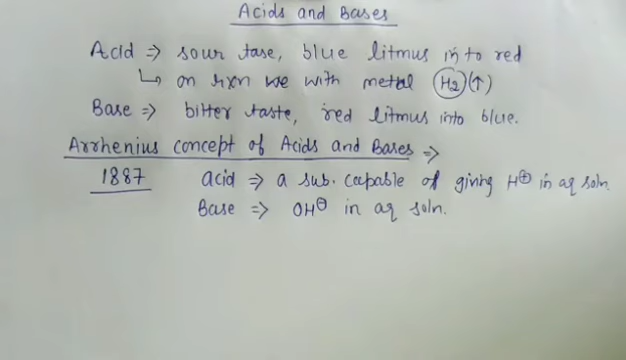 Acids and Bases
Acid => sour tase, blue litmus in to red
↳ on rxn we with metal H2 (↑)
Base => bitter taste, red litmus into blue.
Arrhenius concept of Acids and Bases =>
1887 acid => a sub. capable of giving H⊕ in aq soln.
Base => OH⊖ in aq soln.